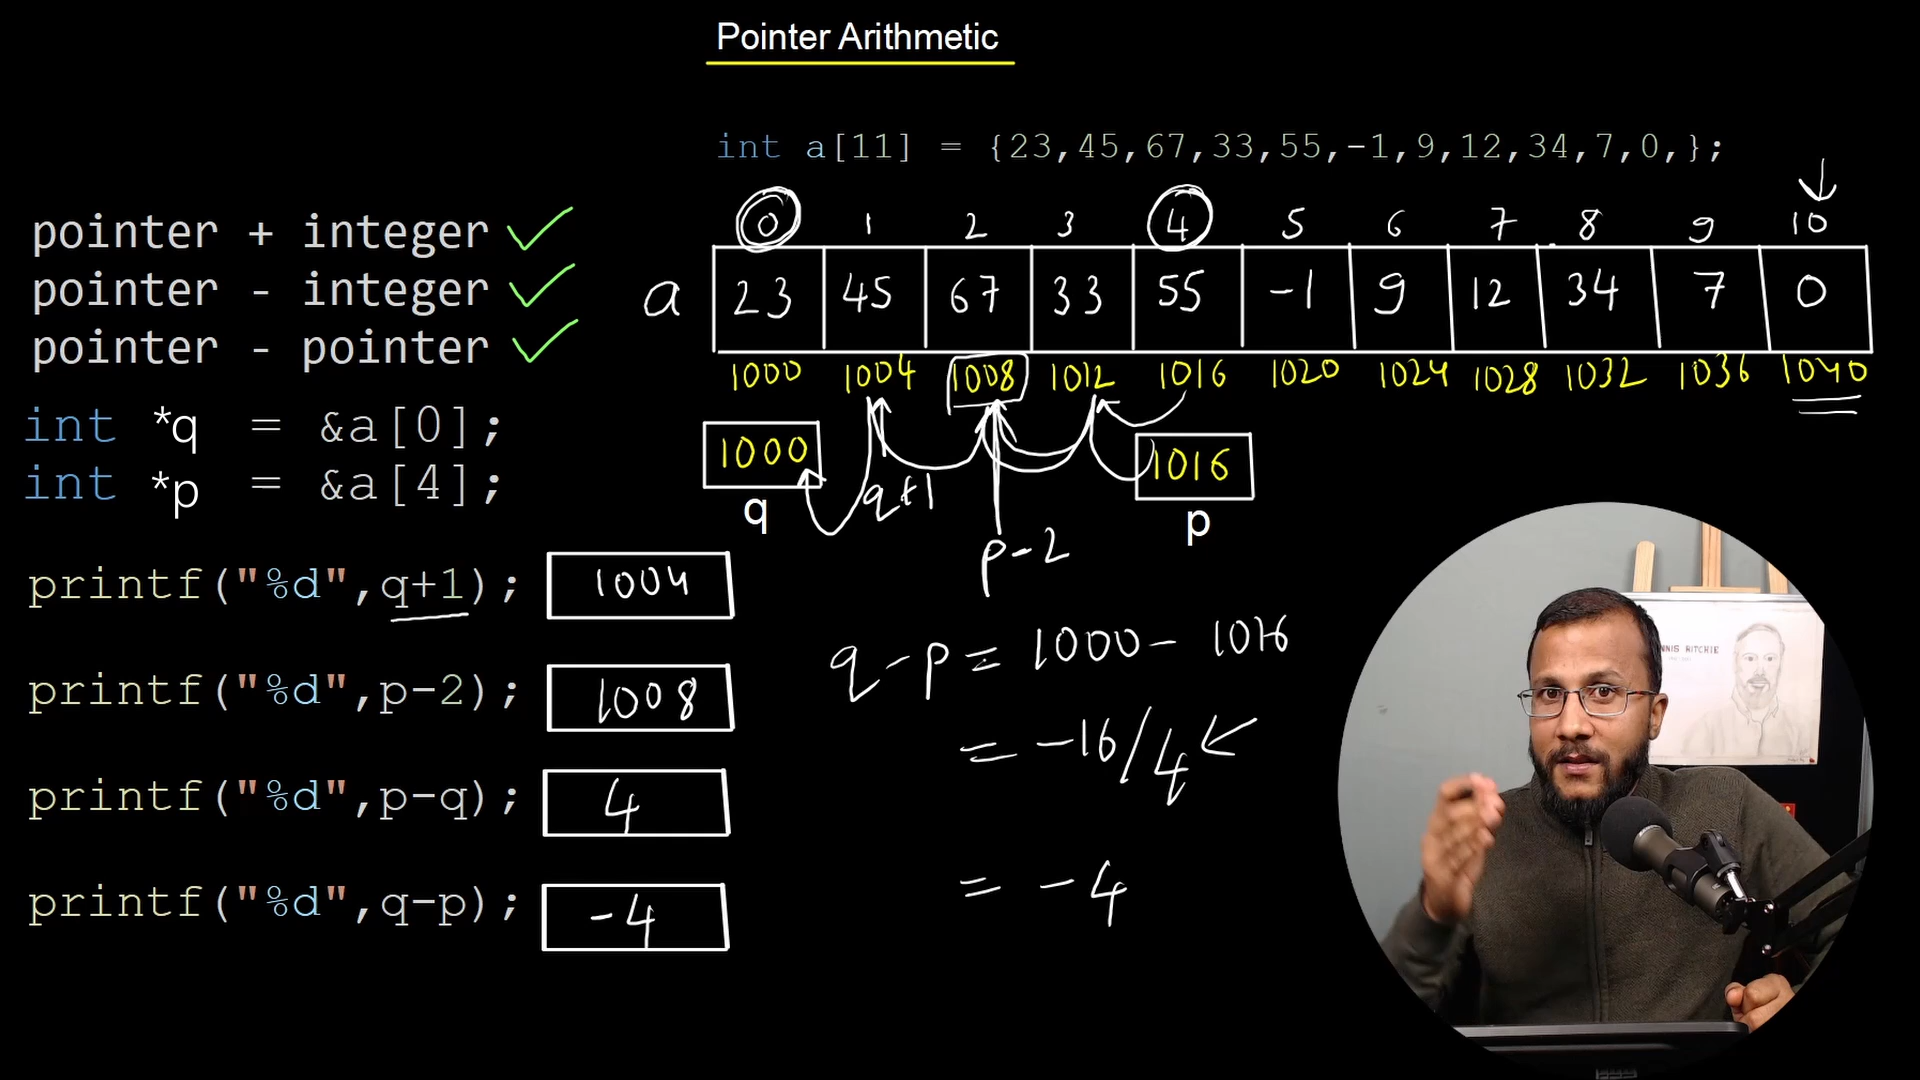 Pointer Arithmetic
int a[11] = {23,45,67,33,55,-1,9,12,34,7,0,};
pointer + integer
pointer - integer
pointer - pointer
0 1 2 3 4 5 6 7 8 9 10
a 23 45 67 33 55 -1 9 12 34 7 0
1000 1004 1008 1012 1016 1020 1024 1028 1032 1036 1040
int *q = &a[0];
int *p = &a[4];
1000
q
q+1
1016
p
p-2
printf("%d",q+1); 1004
printf("%d",p-2); 1008
printf("%d",p-q); 4
printf("%d",q-p); -4
q-p = 1000 - 1016
= -16/4
= -4
NNIS RITCHIE